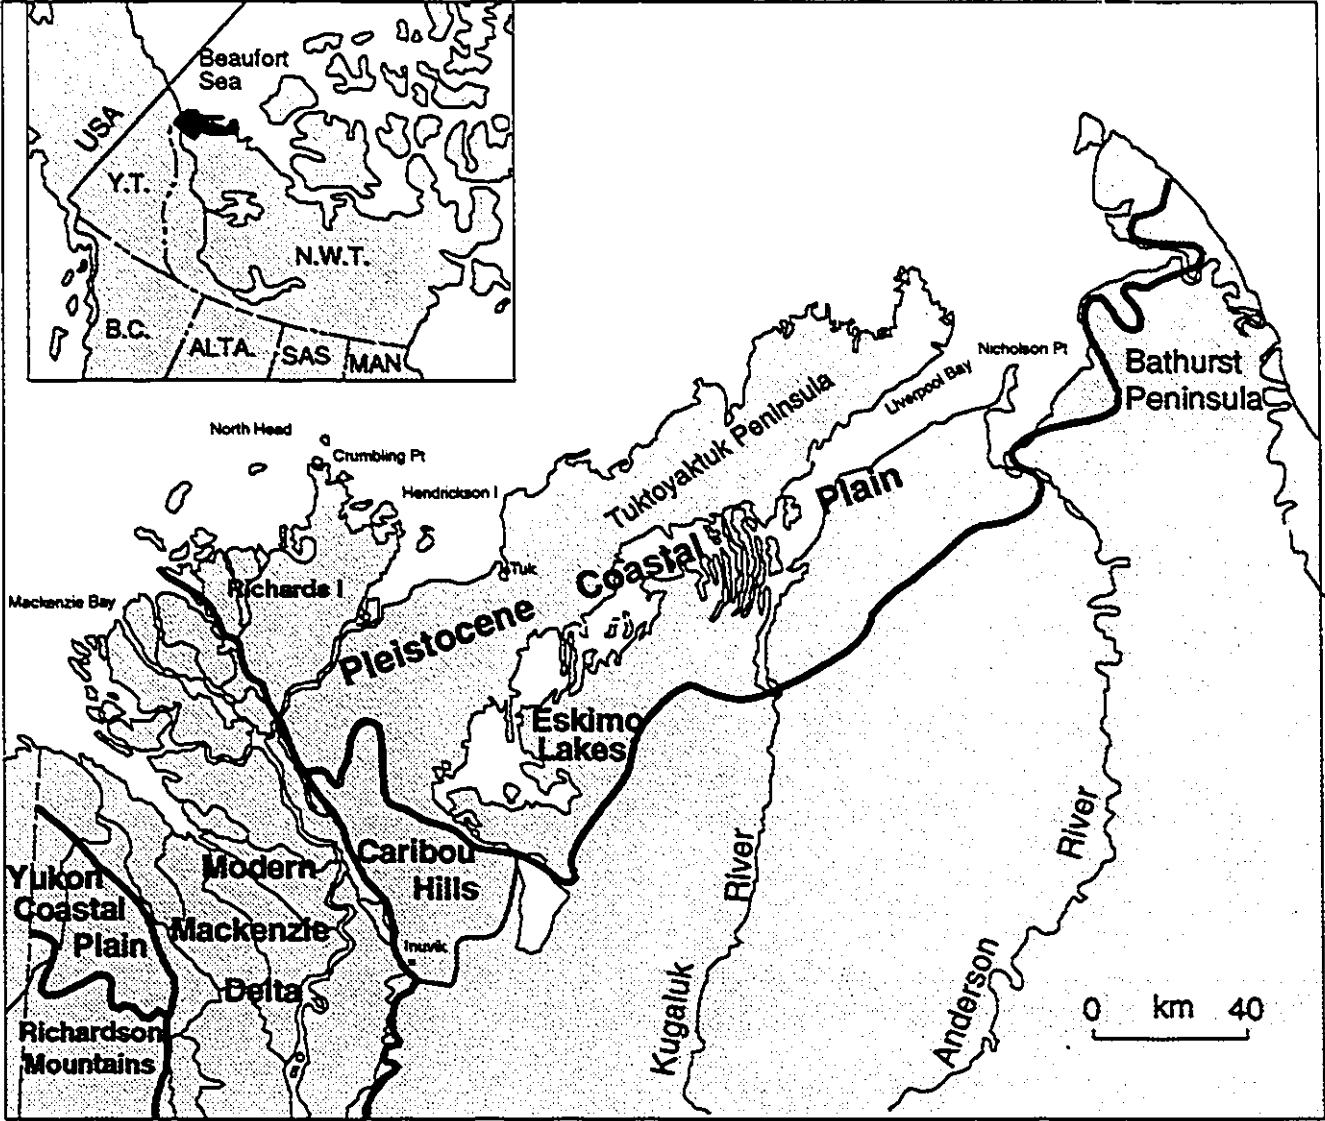 Beaufort
Sea
USA
Y.T.
N.W.T.
B.C.
ALTA.
SAS
MAN
Nicholson Pt
Bathurst
Peninsula
Liverpool Bay
Tuktoyaktuk Peninsula
North Head
Crumbling Pt
Hendrickson I
Pleistocene Coastal Plain
Tuk
Richards I
Mackenzie Bay
Eskimo
Lakes
Caribou
Hills
Modern
Mackenzie
Delta
Yukon
Coastal
Plain
Inuvik
Richardson
Mountains
Kugaluk River
Anderson River
0 km 40